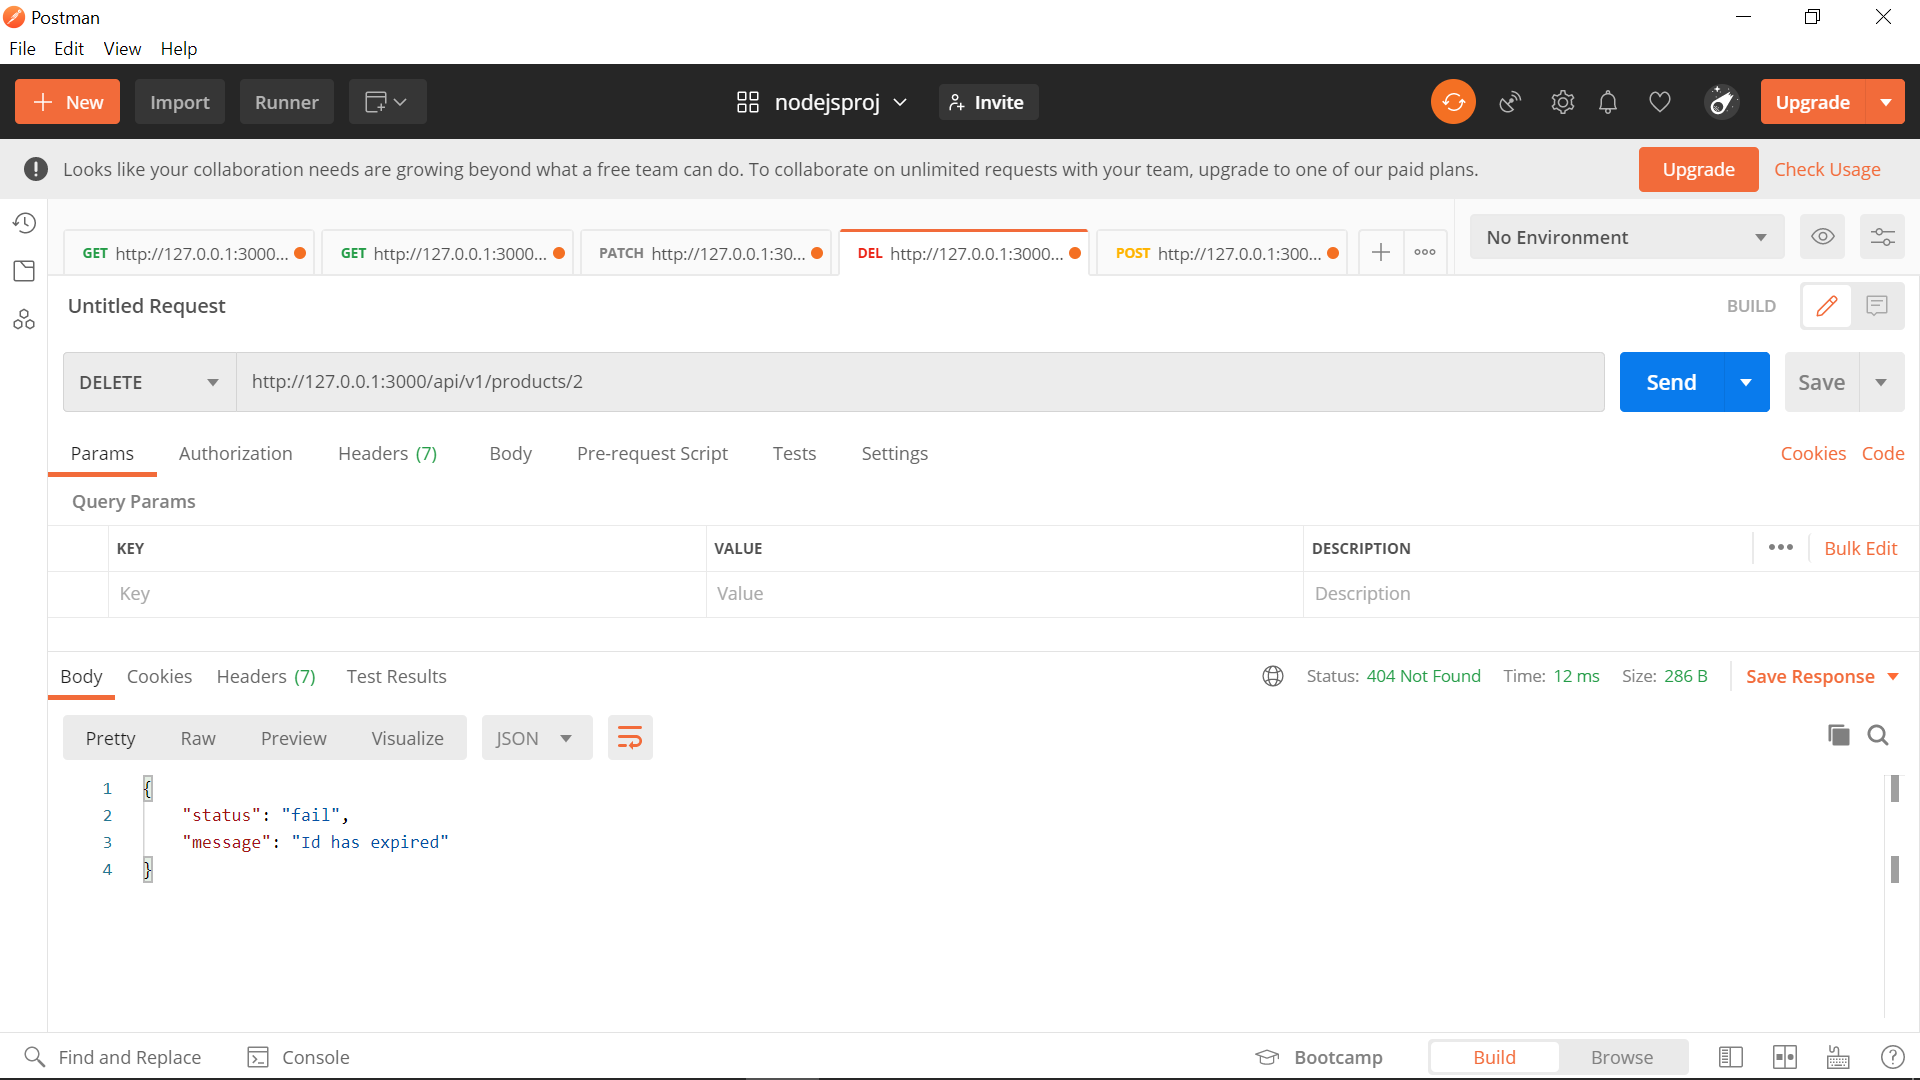 Postman
File Edit View Help
New Import Runner nodejsproj Invite Upgrade
Looks like your collaboration needs are growing beyond what a free team can do. To collaborate on unlimited requests with your team, upgrade to one of our paid plans. Upgrade Check Usage
GET http://127.0.0.1:3000... GET http://127.0.0.1:3000... PATCH http://127.0.0.1:30... DEL http://127.0.0.1:3000... POST http://127.0.0.1:300... No Environment
Untitled Request BUILD
DELETE http://127.0.0.1:3000/api/v1/products/2 Send Save
Params Authorization Headers (7) Body Pre-request Script Tests Settings Cookies Code
Query Params
KEY VALUE DESCRIPTION Bulk Edit
Key Value Description
Body Cookies Headers (7) Test Results Status: 404 Not Found Time: 12 ms Size: 286 B Save Response
Pretty Raw Preview Visualize JSON
1 {
2 "status": "fail",
3 "message": "Id has expired"
4 }
Find and Replace Console Bootcamp Build Browse